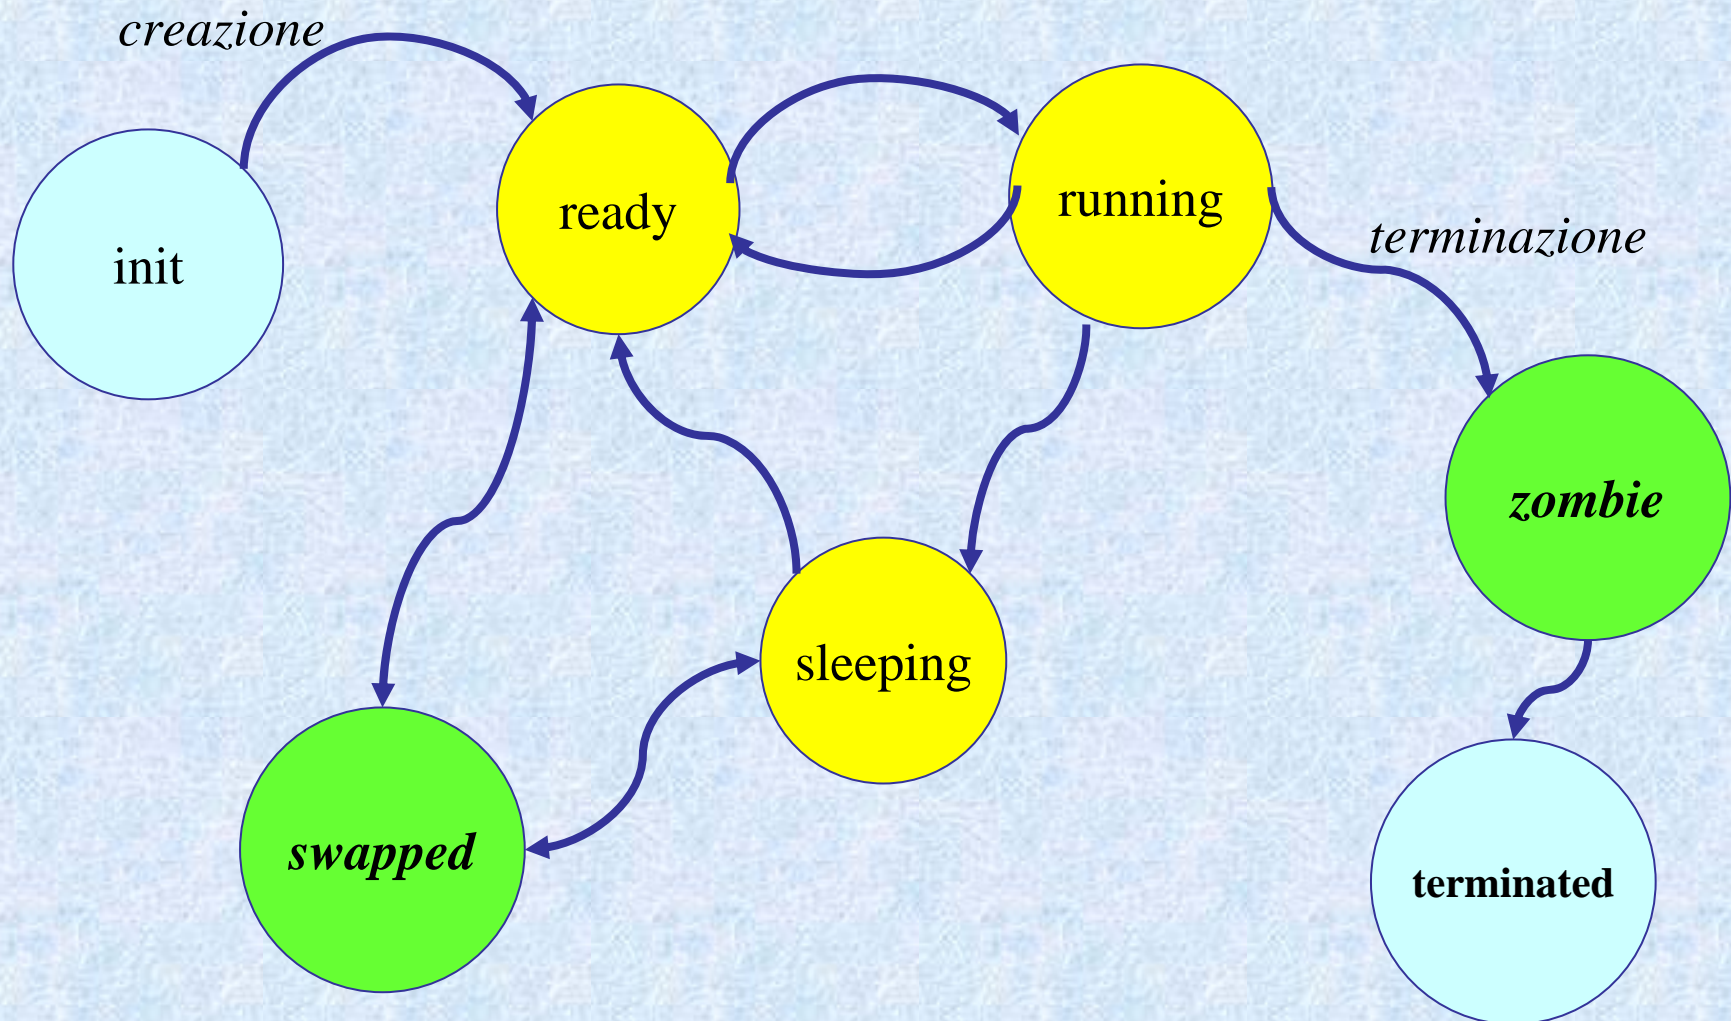 creazione
init
ready
running
terminazione
zombie
sleeping
swapped
terminated